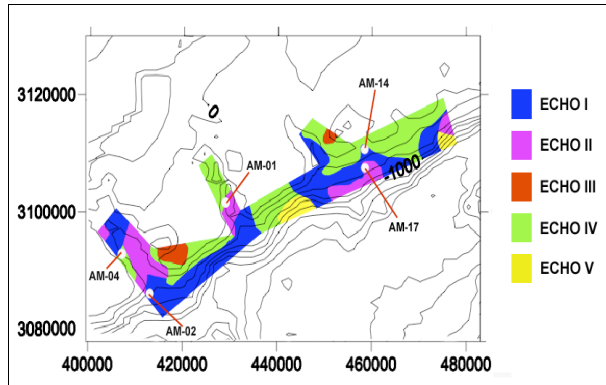 AM-14
3120000
0
ECHO I
ECHO II
AM-01
-1000
ECHO III
3100000
AM-17
ECHO IV
AM-04
ECHO V
AM-02
3080000
400000 420000 440000 460000 480000